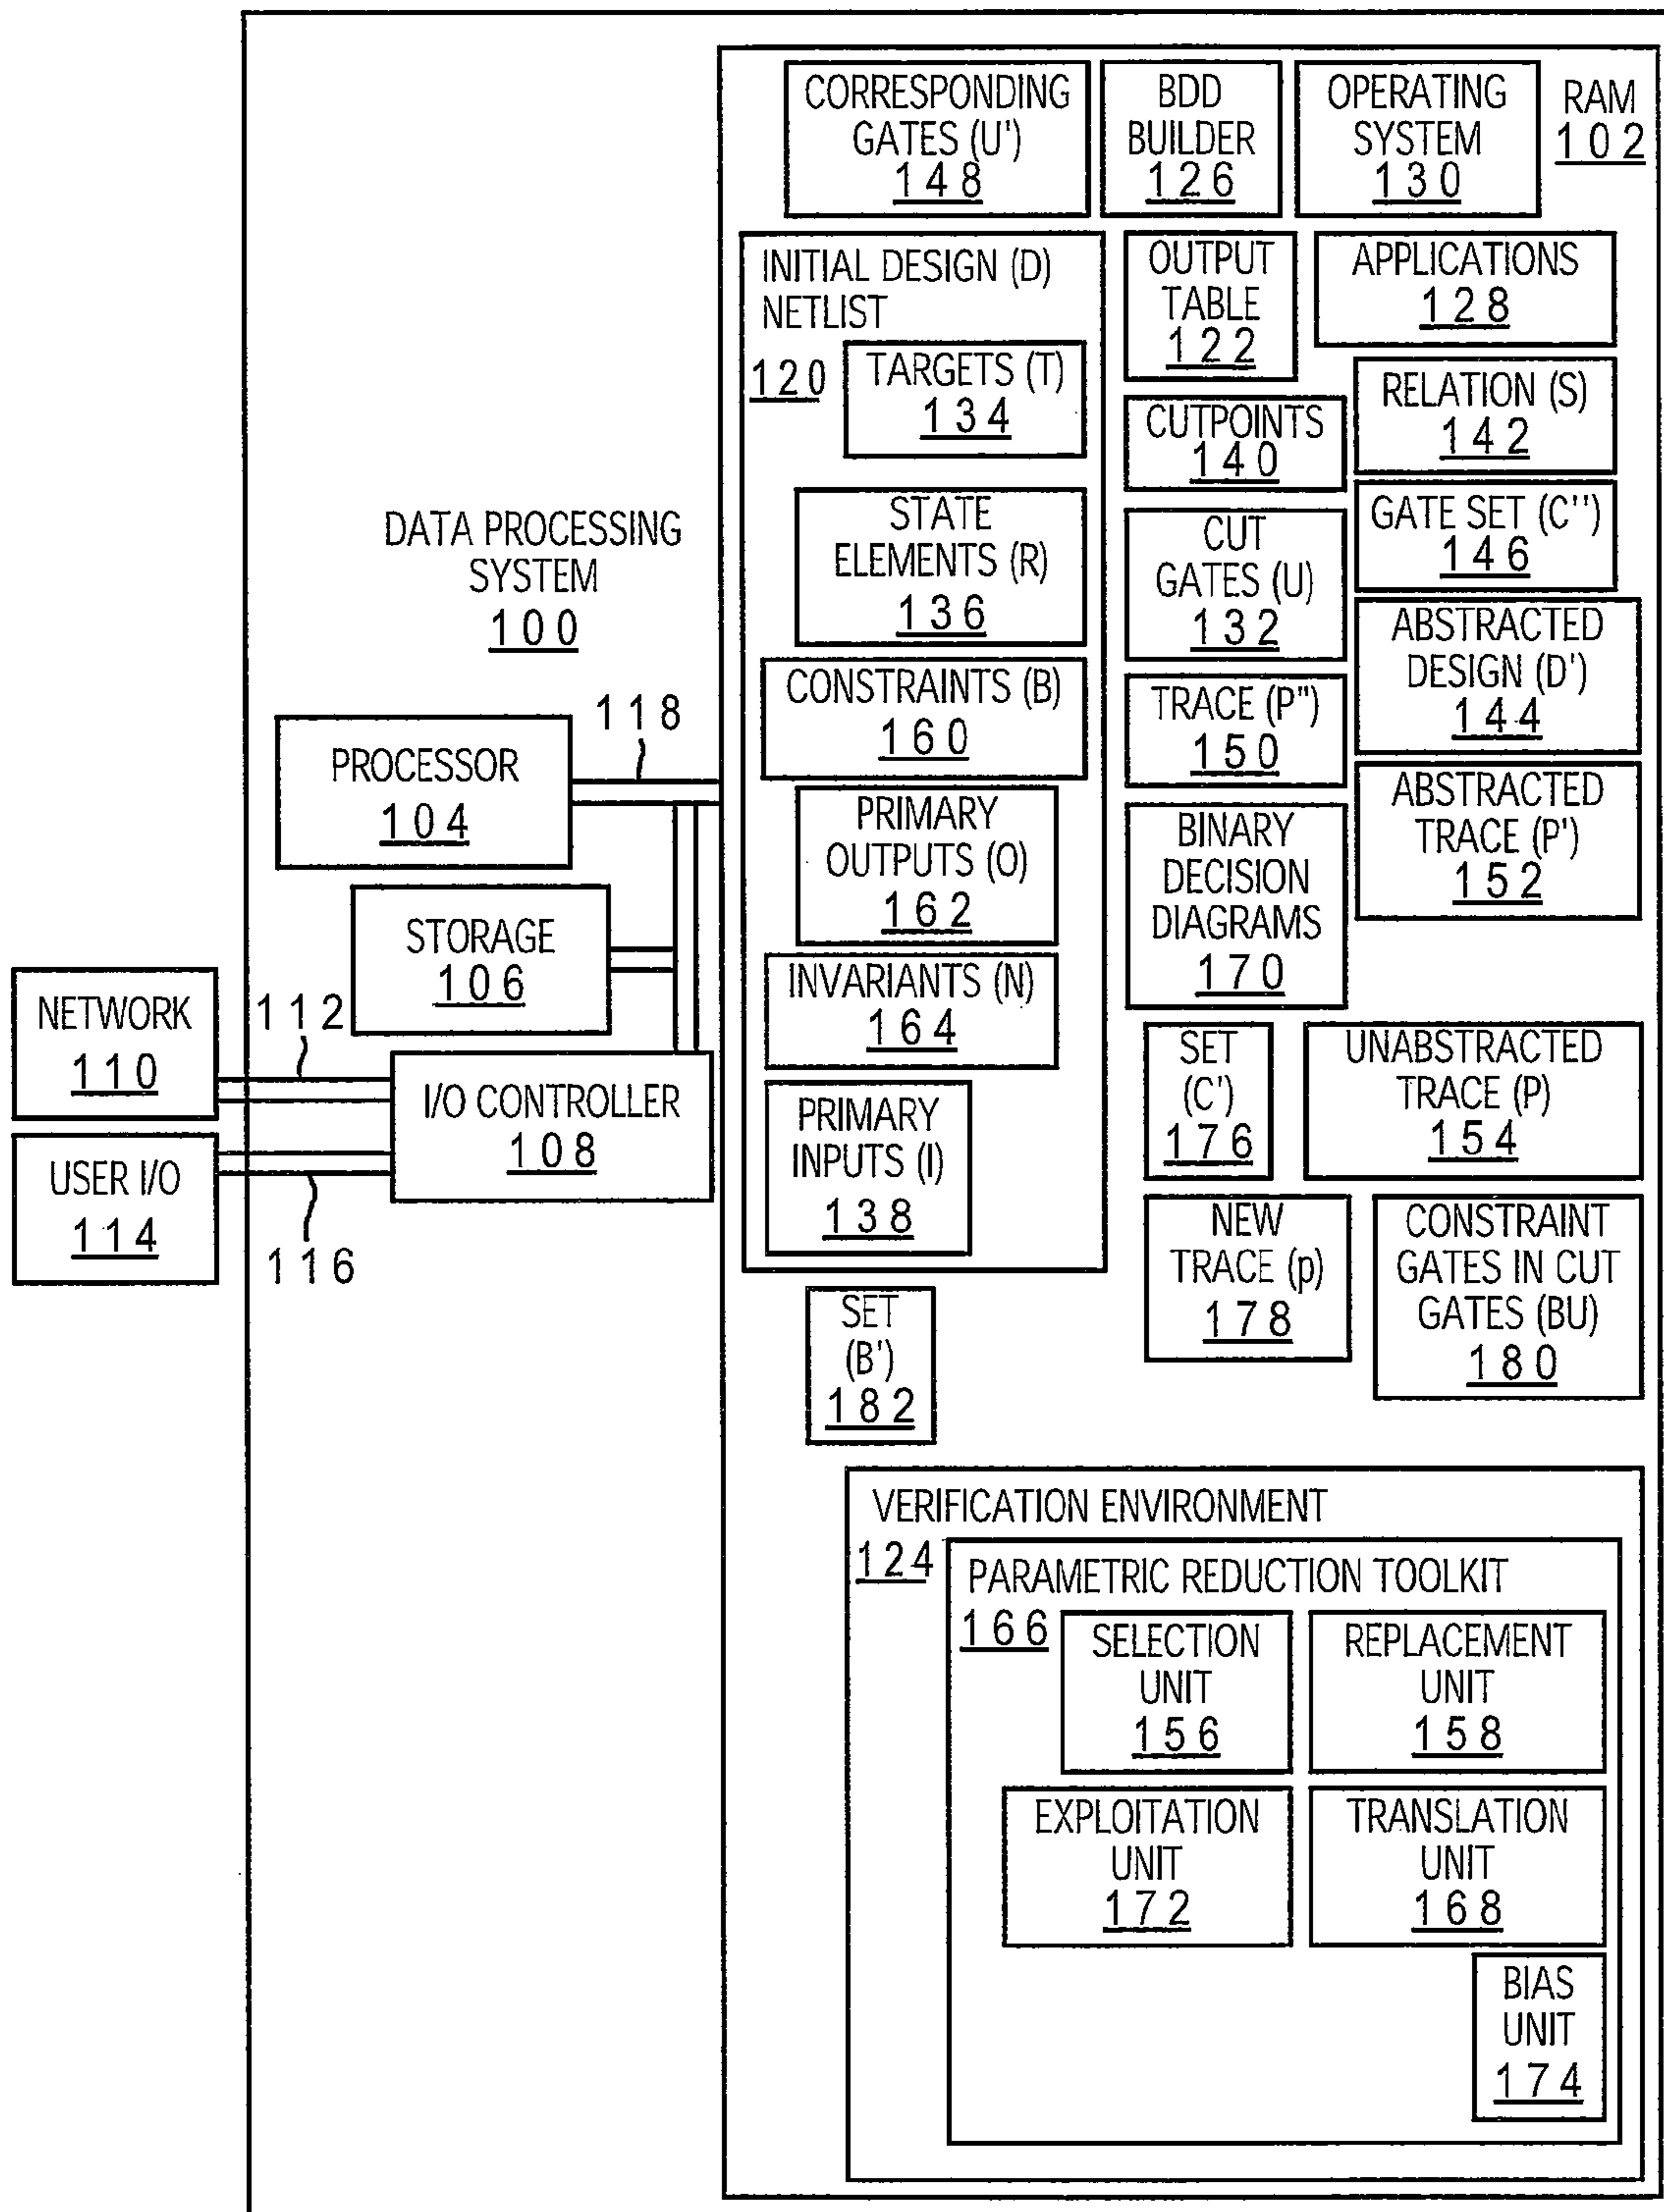 CORRESPONDING
GATES (U')
148
BDD
BUILDER
126
OPERATING
SYSTEM
130
RAM
102
INITIAL DESIGN (D)
NETLIST
120
TARGETS (T)
134
STATE
ELEMENTS (R)
136
CONSTRAINTS (B)
160
PRIMARY
OUTPUTS (O)
162
INVARIANTS (N)
164
PRIMARY
INPUTS (I)
138
OUTPUT
TABLE
122
APPLICATIONS
128
CUTPOINTS
140
RELATION (S)
142
CUT
GATES (U)
132
GATE SET (C'')
146
TRACE (P'')
150
ABSTRACTED
DESIGN (D')
144
BINARY
DECISION
DIAGRAMS
170
ABSTRACTED
TRACE (P')
152
SET
(C')
176
UNABSTRACTED
TRACE (P)
154
NEW
TRACE (p)
178
CONSTRAINT
GATES IN CUT
GATES (BU)
180
SET
(B')
182
DATA PROCESSING
SYSTEM
100
118
PROCESSOR
104
STORAGE
106
NETWORK
110
112
I/O CONTROLLER
108
USER I/O
114
116
VERIFICATION ENVIRONMENT
124
PARAMETRIC REDUCTION TOOLKIT
166
SELECTION
UNIT
156
REPLACEMENT
UNIT
158
EXPLOITATION
UNIT
172
TRANSLATION
UNIT
168
BIAS
UNIT
174